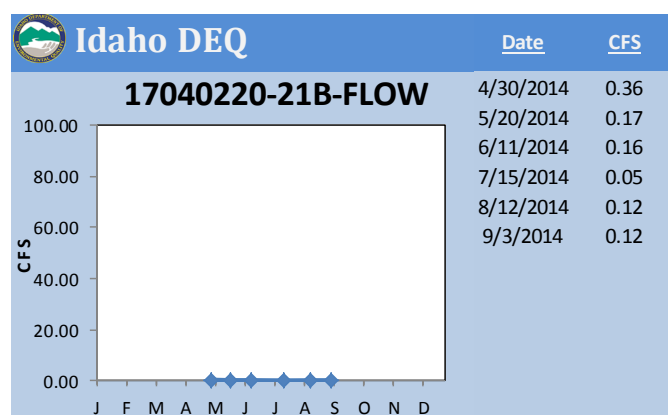 Idaho DEQ
Date CFS
17040220-21B-FLOW
4/30/2014 0.36
5/20/2014 0.17
6/11/2014 0.16
7/15/2014 0.05
8/12/2014 0.12
9/3/2014 0.12
100.00
80.00
60.00
40.00
20.00
0.00
CFS
J F M A M J J A S O N D